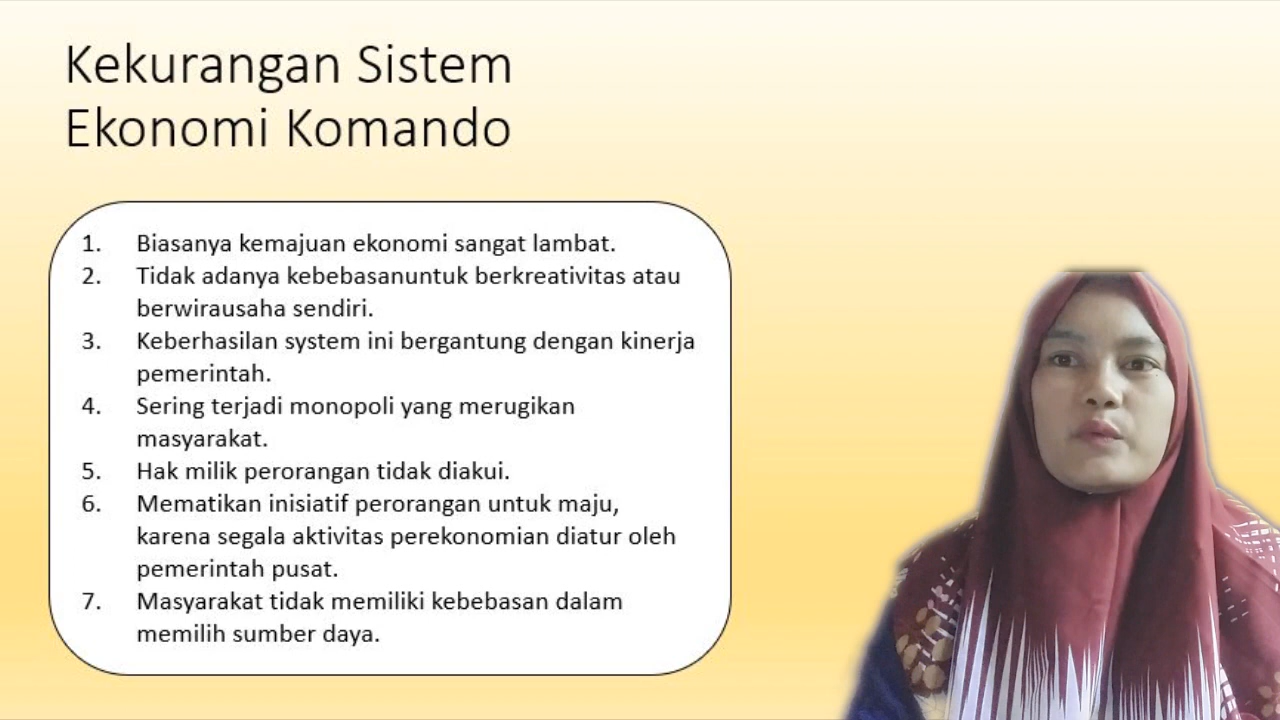 Kekurangan Sistem
Ekonomi Komando
1. Biasanya kemajuan ekonomi sangat lambat.
2. Tidak adanya kebebasanuntuk berkreativitas atau
berwirausaha sendiri.
3. Keberhasilan system ini bergantung dengan kinerja
pemerintah.
4. Sering terjadi monopoli yang merugikan
masyarakat.
5. Hak milik perorangan tidak diakui.
6. Mematikan inisiatif perorangan untuk maju,
karena segala aktivitas perekonomian diatur oleh
pemerintah pusat.
7. Masyarakat tidak memiliki kebebasan dalam
memilih sumber daya.